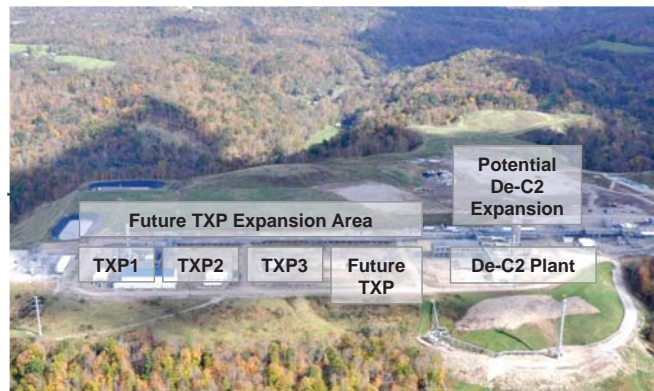 Potential
De-C2
Expansion
Future TXP Expansion Area
TXP1
TXP2
TXP3
Future
TXP
De-C2 Plant